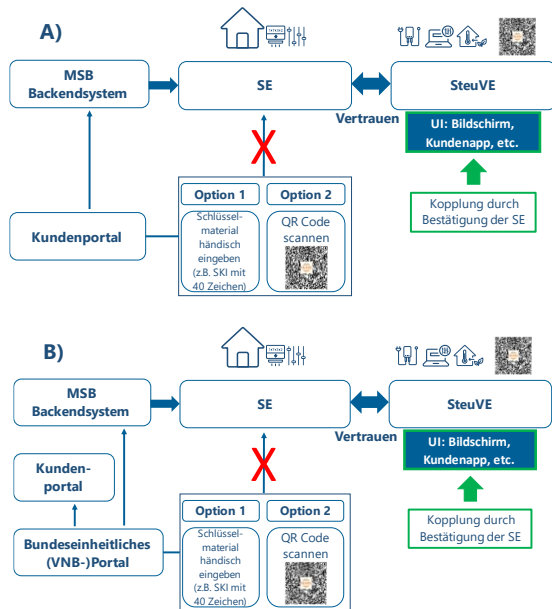 A)
MSB
Backendsystem
SE
SteuVE
Vertrauen
UI: Bildschirm,
Kundenapp, etc.
Option 1
Option 2
Schlüssel-
material
händisch
eingeben
(z.B. SKI mit
40 Zeichen)
QR Code
scannen
Kundenportal
Kopplung durch
Bestätigung der SE
B)
MSB
Backendsystem
SE
SteuVE
Vertrauen
UI: Bildschirm,
Kundenapp, etc.
Kunden-
portal
Option 1
Option 2
Schlüssel-
material
händisch
eingeben
(z.B. SKI mit
40 Zeichen)
QR Code
scannen
Bundeseinheitliches
(VNB-)Portal
Kopplung durch
Bestätigung der SE